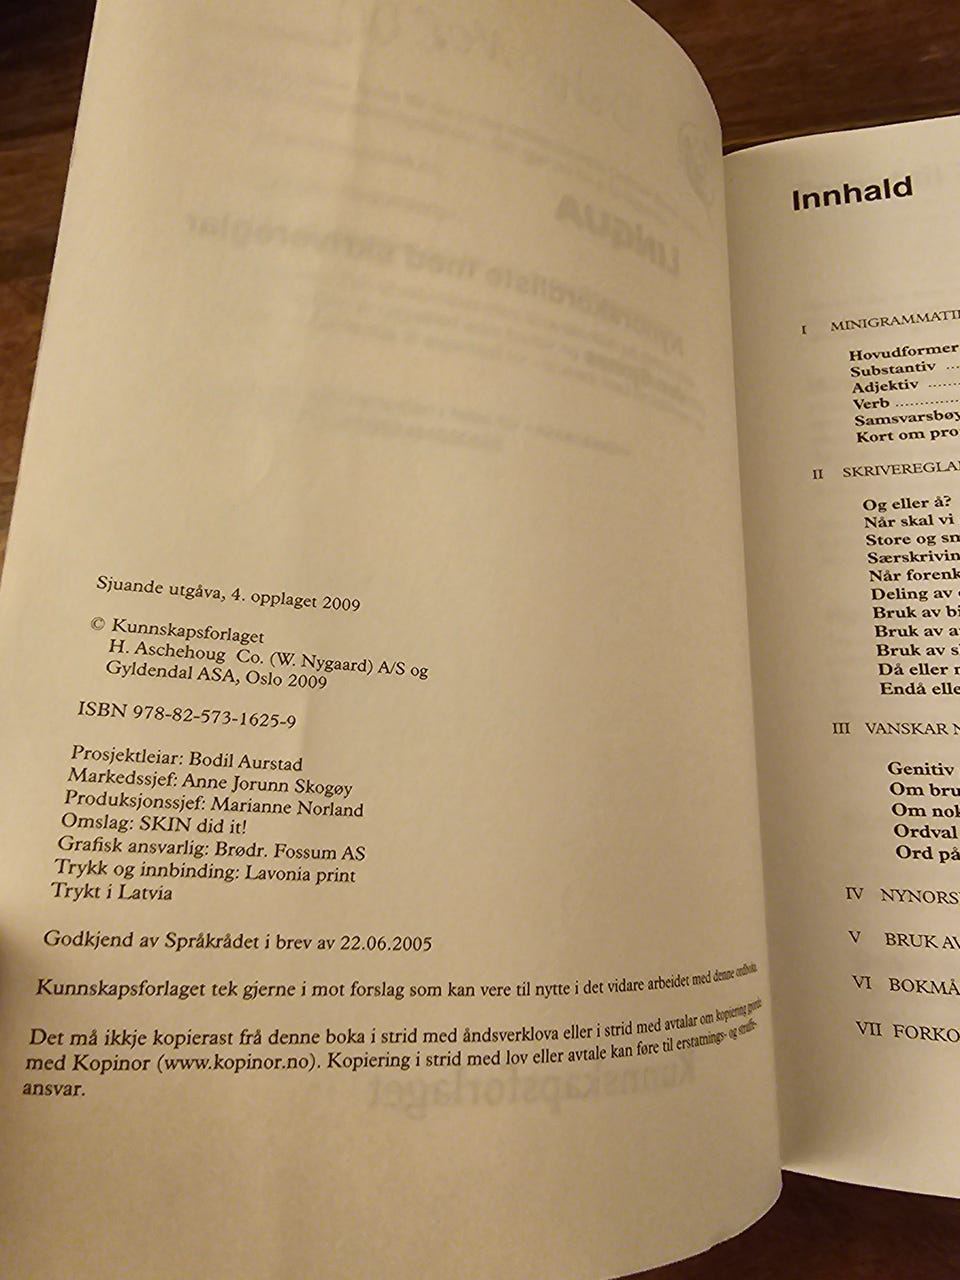 Sjuande utgåva, 4. opplaget 2009
© Kunnskapsforlaget
H. Aschehoug Co. (W. Nygaard) A/S og
Gyldendal ASA, Oslo 2009
ISBN 978-82-573-1625-9
Prosjektleiar: Bodil Aurstad
Markedssjef: Anne Jorunn Skogøy
Produksjonssjef: Marianne Norland
Omslag: SKIN did it!
Grafisk ansvarlig: Brødr. Fossum AS
Trykk og innbinding: Lavonia print
Trykt i Latvia
Godkjend av Språkrådet i brev av 22.06.2005
Kunnskapsforlaget tek gjerne i mot forslag som kan vere til nytte i det vidare arbeidet med denne ordboka.
Det må ikkje kopierast frå denne boka i strid med åndsverklova eller i strid med avtalar om kopiering gjorde
med Kopinor (www.kopinor.no). Kopiering i strid med lov eller avtale kan føre til erstatnings- og straffe-
ansvar.
Innhald
I MINIGRAMMATI
Hovudformer
Substantiv ...
Adjektiv ......
Verb ............
Samsvarsbøy
Kort om pro
II SKRIVEREGLA
Og eller å?
Når skal vi
Store og sm
Særskrivin
Når forenk
Deling av
Bruk av bi
Bruk av a
Bruk av s
Då eller n
Endå elle
III VANSKAR N
Genitiv
Om bru
Om nok
Ordval
Ord på
IV NYNORS
V BRUK AV
VI BOKMÅ
VII FORKO